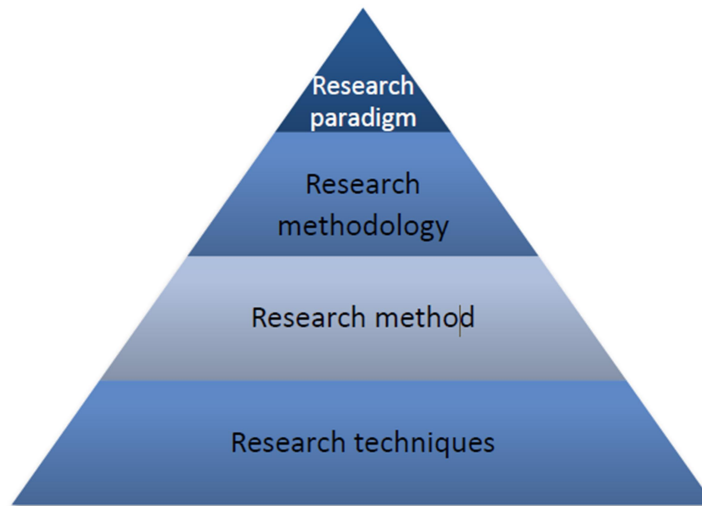 Research
paradigm
Research
methodology
Research method
Research techniques